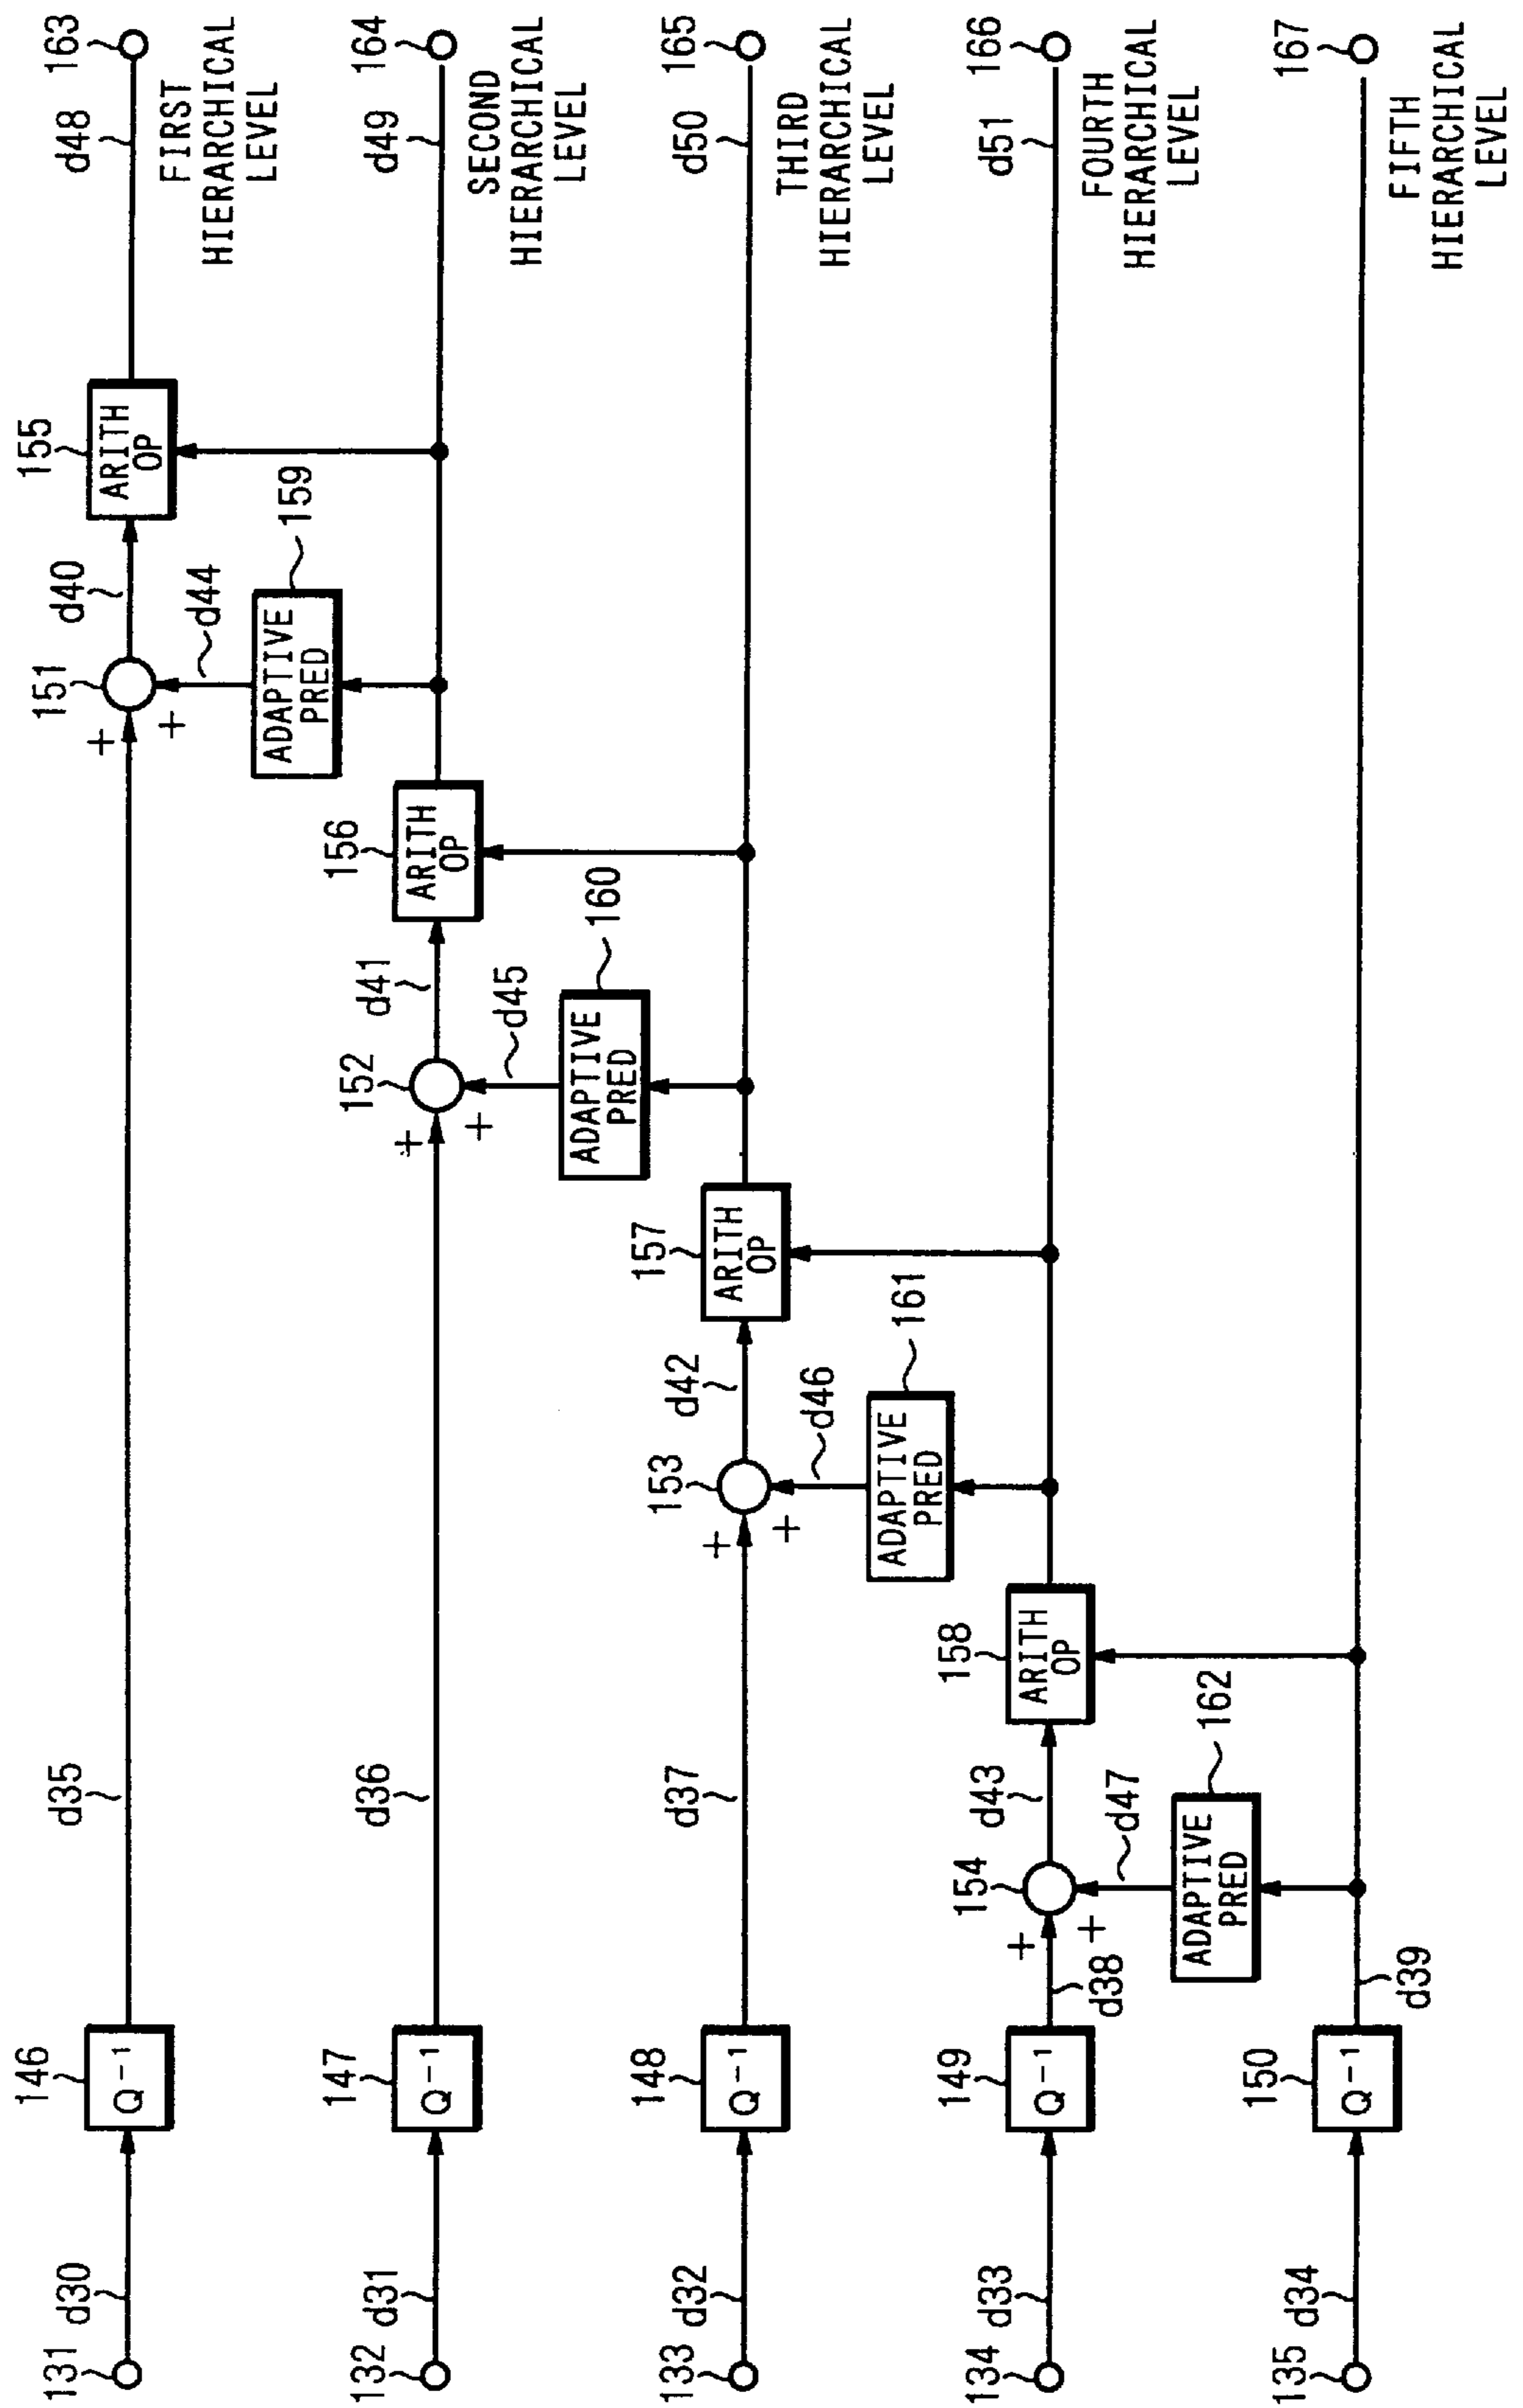 131
d30
146
Q⁻¹
d35
151
+
+
d40
d44
ADAPTIVE
PRED
159
155
ARITH
OP
d48
163
FIRST
HIERARCHICAL
LEVEL
132
d31
147
Q⁻¹
d36
152
+
+
d41
d45
ADAPTIVE
PRED
160
156
ARITH
OP
d49
164
SECOND
HIERARCHICAL
LEVEL
133
d32
148
Q⁻¹
d37
153
+
+
d42
d46
ADAPTIVE
PRED
161
157
ARITH
OP
d50
165
THIRD
HIERARCHICAL
LEVEL
134
d33
149
Q⁻¹
d38
154
+
+
d43
d47
ADAPTIVE
PRED
162
158
ARITH
OP
d51
166
FOURTH
HIERARCHICAL
LEVEL
135
d34
150
Q⁻¹
d39
167
FIFTH
HIERARCHICAL
LEVEL